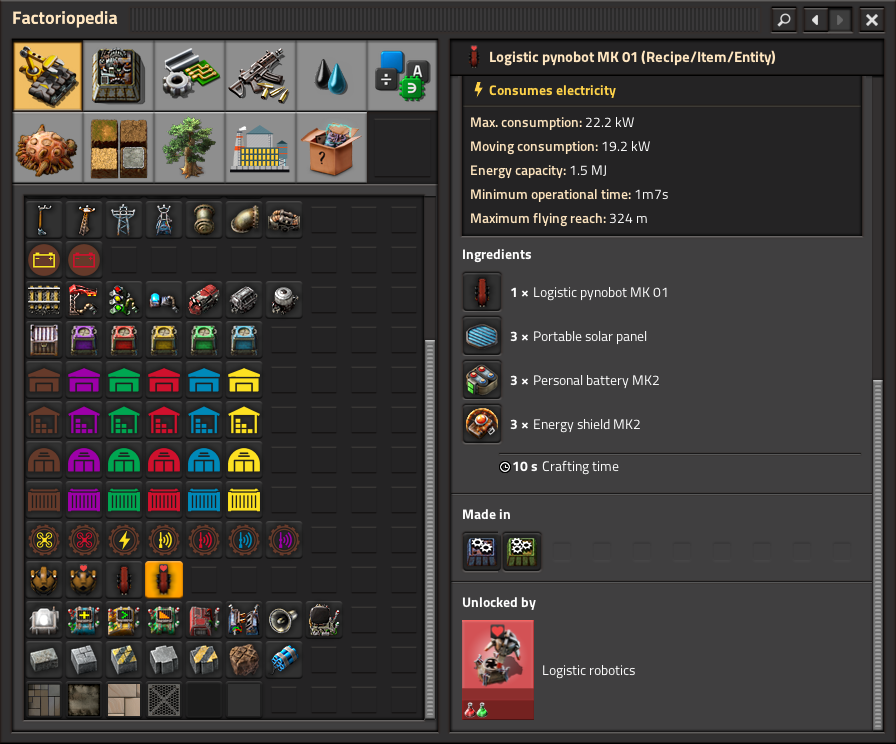 Factoriopedia
Logistic pynobot MK 01 (Recipe/Item/Entity)
Consumes electricity
Max. consumption: 22.2 kW
Moving consumption: 19.2 kW
Energy capacity: 1.5 MJ
Minimum operational time: 1m7s
Maximum flying reach: 324 m
Ingredients
1 × Logistic pynobot MK 01
3 × Portable solar panel
3 × Personal battery MK2
3 × Energy shield MK2
10 s Crafting time
Made in
Unlocked by
Logistic robotics